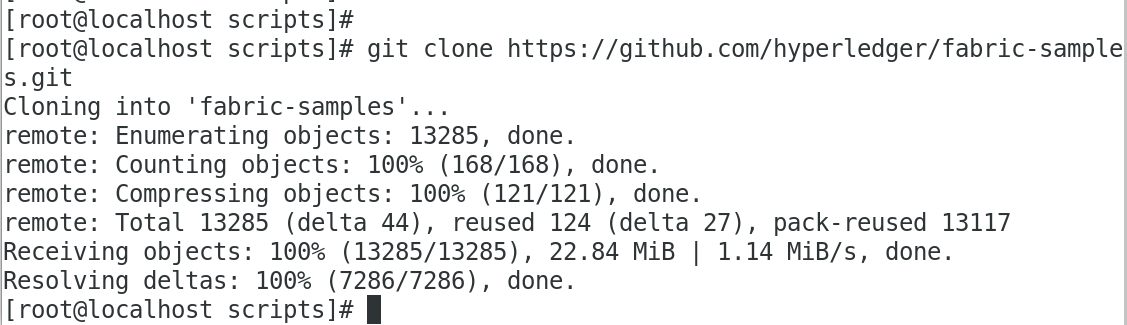 [root@localhost scripts]#
[root@localhost scripts]# git clone https://github.com/hyperledger/fabric-sample
s.git
Cloning into 'fabric-samples'...
remote: Enumerating objects: 13285, done.
remote: Counting objects: 100% (168/168), done.
remote: Compressing objects: 100% (121/121), done.
remote: Total 13285 (delta 44), reused 124 (delta 27), pack-reused 13117
Receiving objects: 100% (13285/13285), 22.84 MiB | 1.14 MiB/s, done.
Resolving deltas: 100% (7286/7286), done.
[root@localhost scripts]#